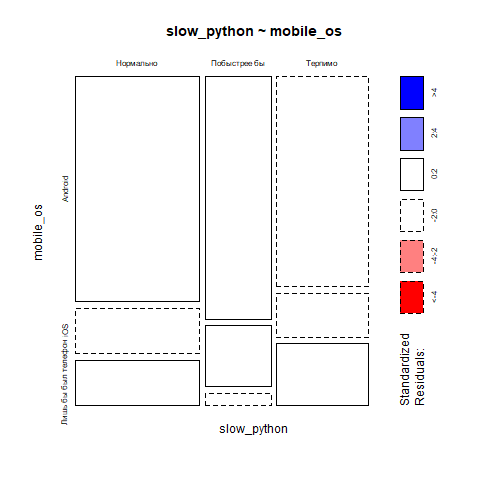 slow_python ~ mobile_os
Нормально
Побыстрее бы
Терпимо
Android
iOS
Лишь бы был телефон
mobile_os
slow_python
>4
2:4
0:2
-2:0
-4:-2
<-4
Standardized
Residuals: